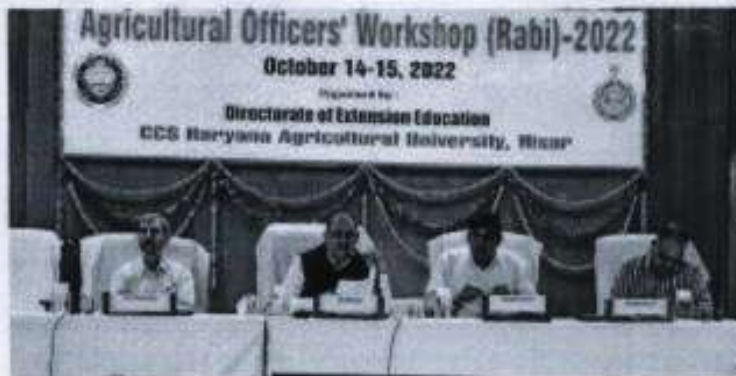 Agricultural Officers' Workshop (Rabi)-2022
October 14-15, 2022
Organised by :
Directorate of Extension Education
CCS Haryana Agricultural University, Hisar